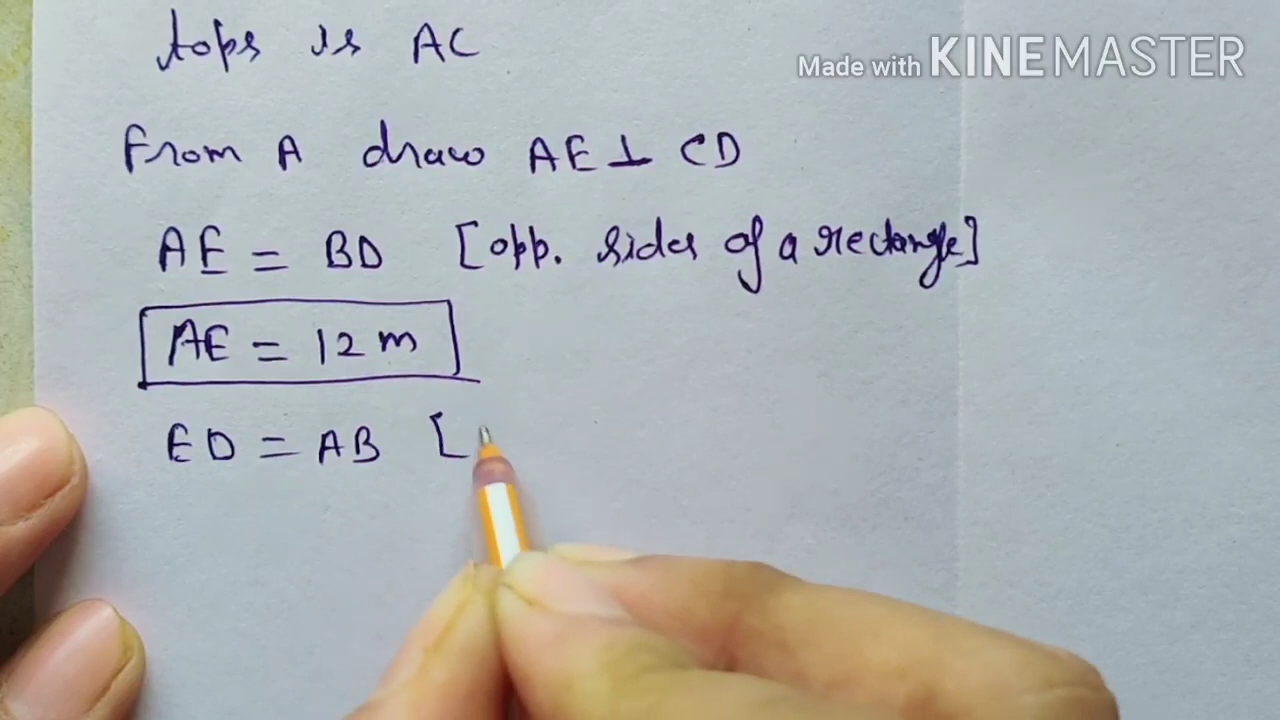 tops is AC
Made with KINEMASTER
From A draw AE ⊥ CD
AE = BD [opp. sides of a rectangle]
AE = 12 m
ED = AB [